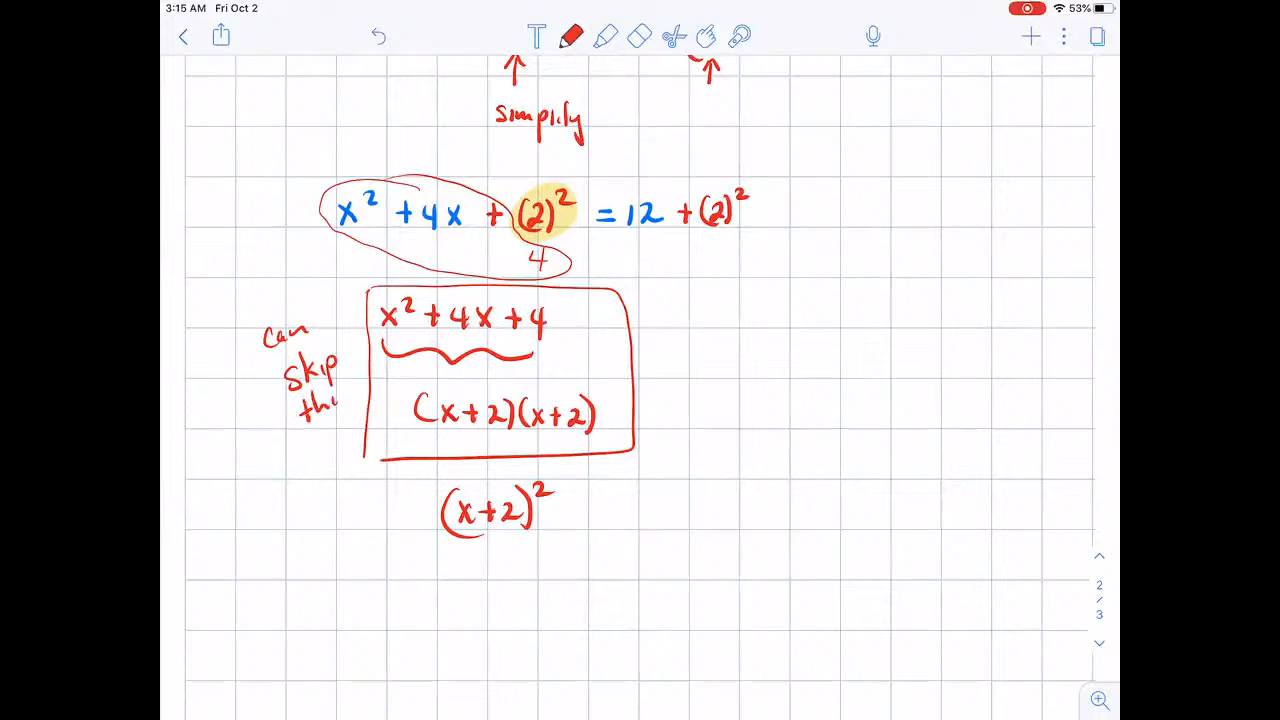 3:15 AM Fri Oct 2
53%
T
simplify
x² + 4x + (2)² = 12 + (2)²
4
x² + 4x + 4
can
skip
thi
(x+2)(x+2)
(x+2)²
2
/
3